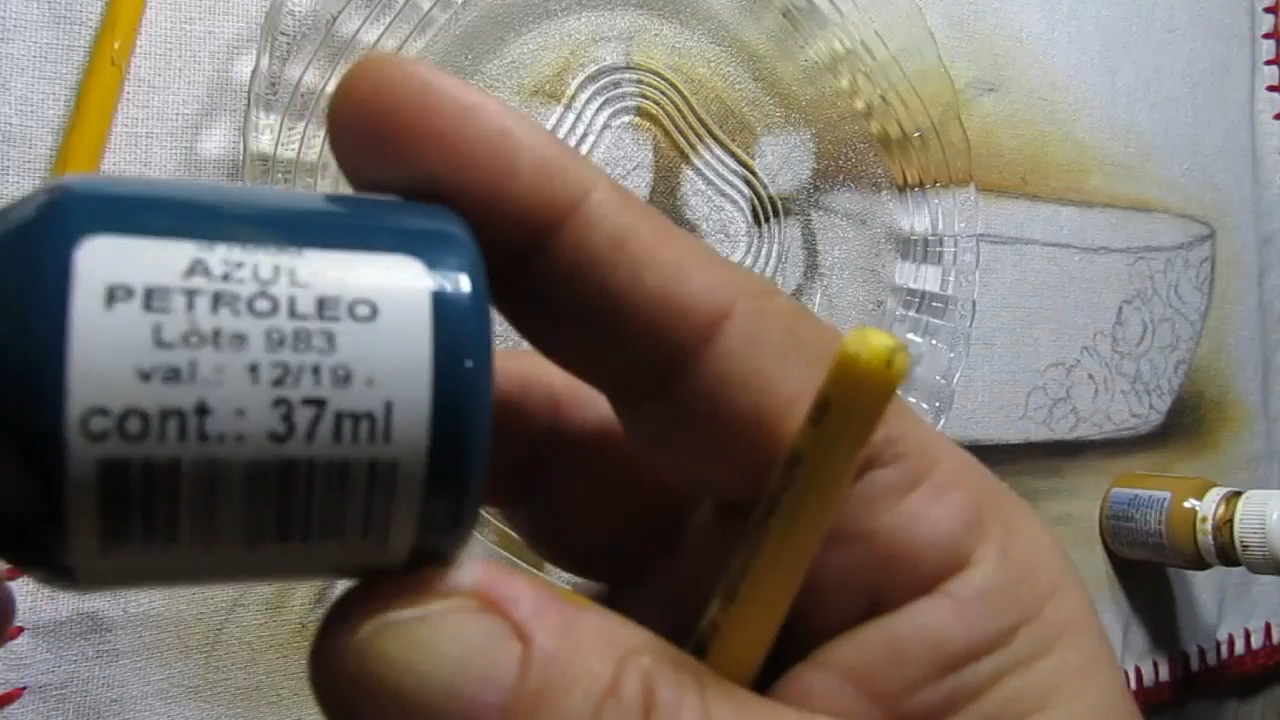 AZUL
PETRÓLEO
Lote 983
val.: 12/19 .
cont.: 37ml